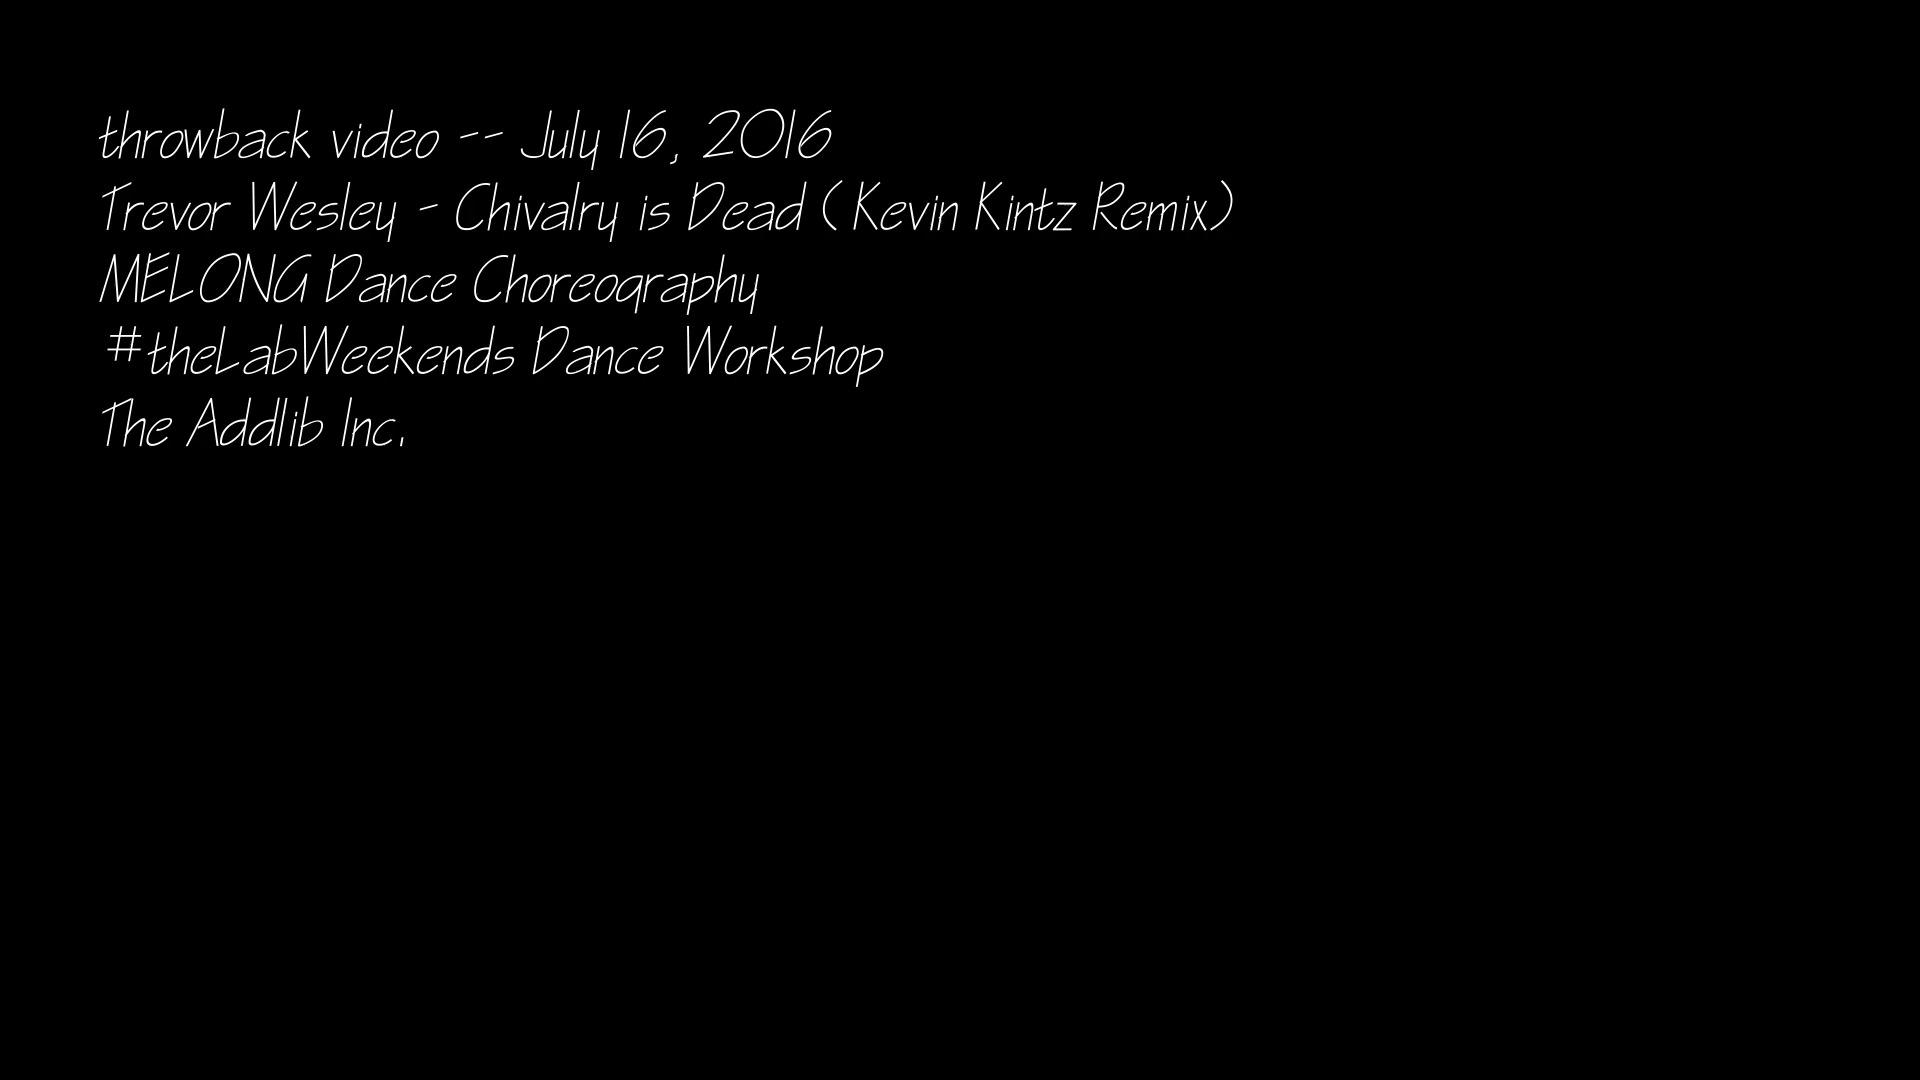 throwback video -- July 16, 2016
Trevor Wesley - Chivalry is Dead (Kevin Kintz Remix)
MELONG Dance Choreography
#theLabWeekends Dance Workshop
The Addlib Inc.